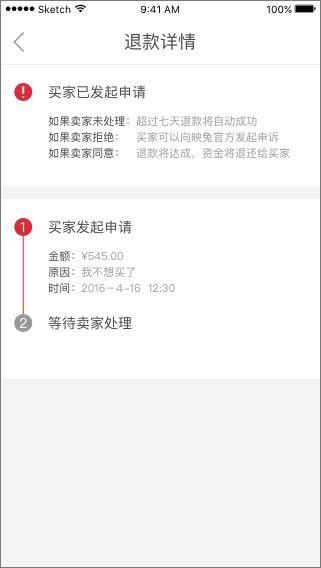 Sketch 9:41 AM 100%
退款详情
! 买家已发起申请
如果卖家未处理：超过七天退款将自动成功
如果卖家拒绝： 买家可以向映兔官方发起申诉
如果卖家同意： 退款将达成，资金将退还给买家
1 买家发起申请
金额：¥545.00
原因：我不想买了
时间：2016－4－16 12:30
2 等待卖家处理